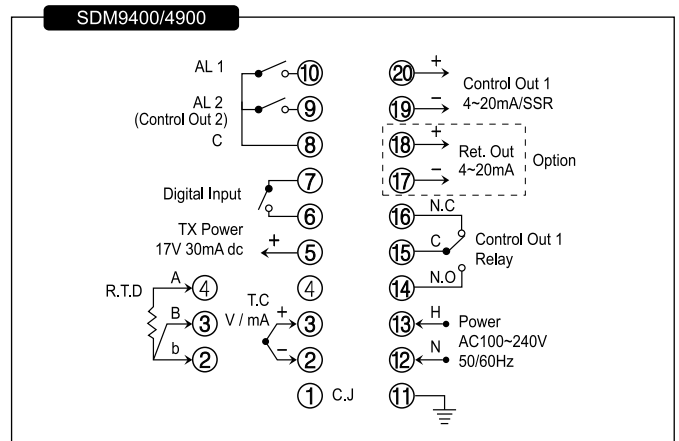 SDM9400/4900
AL 1
10
AL 2
(Control Out 2)
9
C
8
Digital Input
7
6
TX Power
17V 30mA dc
+
5
R.T.D
A
4
B
3
b
2
4
T.C
V / mA
+
3
−
2
1
C.J
20
+
Control Out 1
4~20mA/SSR
19
−
18
+
Ret. Out
4~20mA
Option
17
−
16
N.C
15
C
Control Out 1
Relay
14
N.O
13
H
Power
AC100~240V
50/60Hz
12
N
11